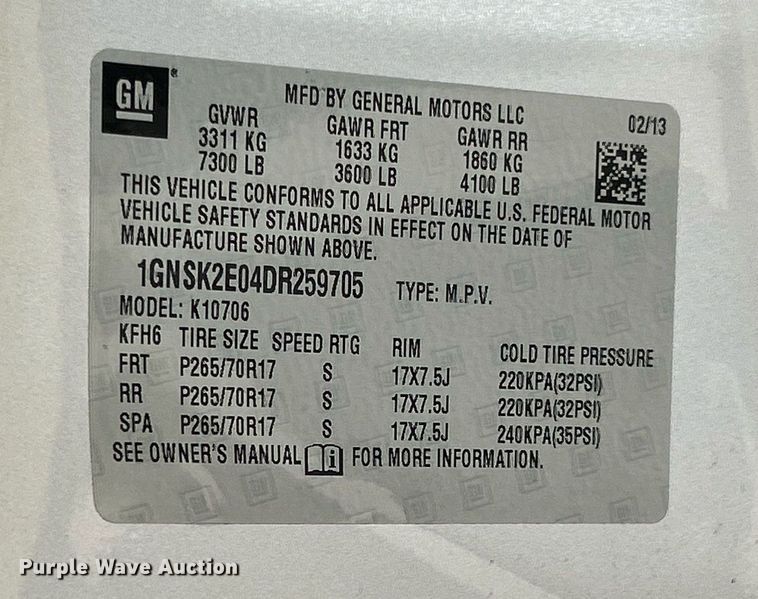 GM
MFD BY GENERAL MOTORS LLC
02/13
GVWR GAWR FRT GAWR RR
3311 KG 1633 KG 1860 KG
7300 LB 3600 LB 4100 LB
THIS VEHICLE CONFORMS TO ALL APPLICABLE U.S. FEDERAL MOTOR
VEHICLE SAFETY STANDARDS IN EFFECT ON THE DATE OF
MANUFACTURE SHOWN ABOVE.
1GNSK2E04DR259705 TYPE: M.P.V.
MODEL: K10706
KFH6 TIRE SIZE SPEED RTG RIM COLD TIRE PRESSURE
FRT P265/70R17 S 17X7.5J 220KPA(32PSI)
RR P265/70R17 S 17X7.5J 220KPA(32PSI)
SPA P265/70R17 S 17X7.5J 240KPA(35PSI)
SEE OWNER'S MANUAL i FOR MORE INFORMATION.
Purple Wave Auction